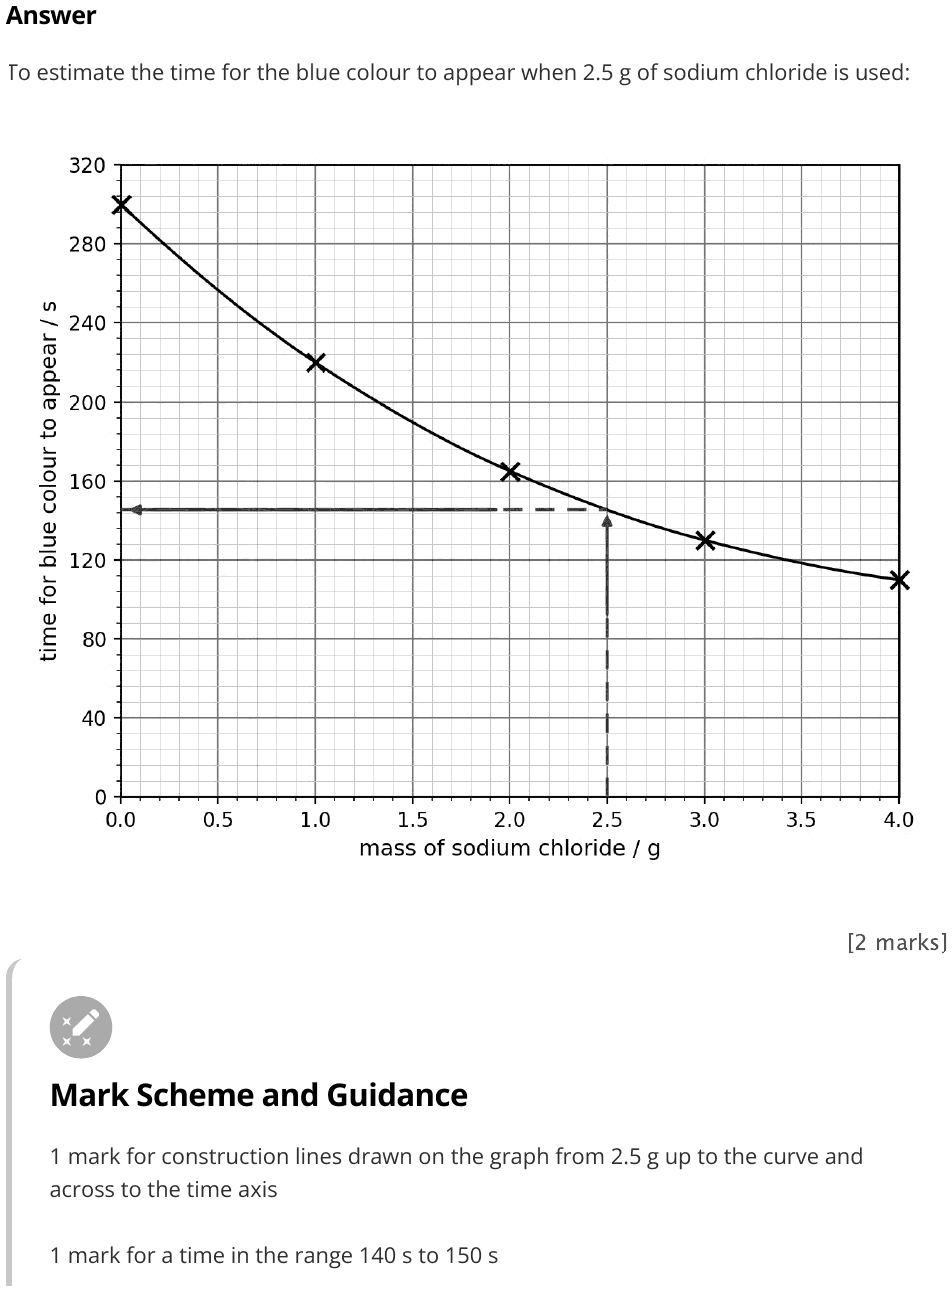 Answer
To estimate the time for the blue colour to appear when 2.5 g of sodium chloride is used:
320
280
240
200
160
120
80
40
0
time for blue colour to appear / s
0.0 0.5 1.0 1.5 2.0 2.5 3.0 3.5 4.0
mass of sodium chloride / g
[2 marks]
Mark Scheme and Guidance
1 mark for construction lines drawn on the graph from 2.5 g up to the curve and
across to the time axis
1 mark for a time in the range 140 s to 150 s